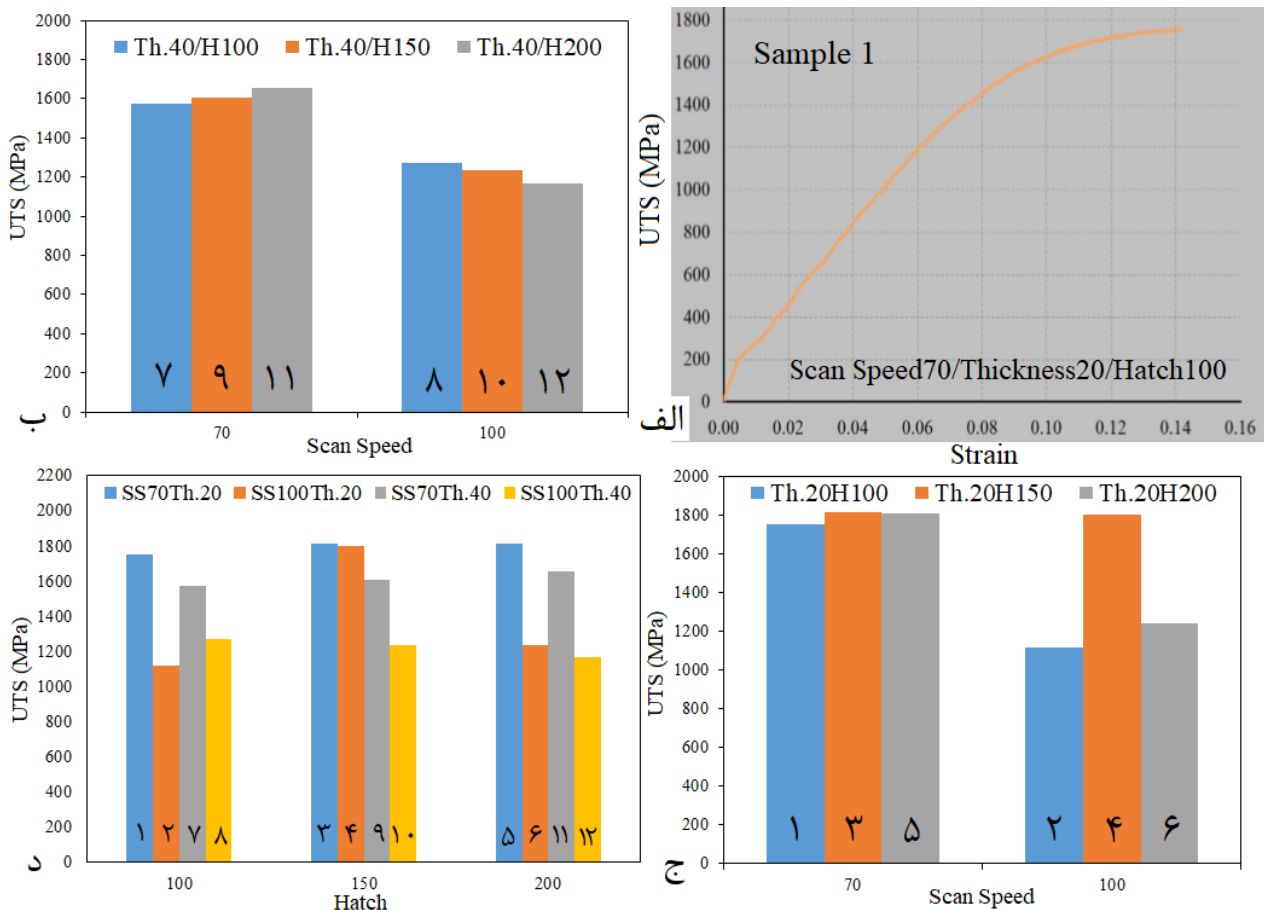 2000
1800
1600
1400
1200
1000
800
600
400
200
0
UTS (MPa)
Th.40/H100 Th.40/H150 Th.40/H200
۷ ۹ ۱۱ ۸ ۱۰ ۱۲
70 100
Scan Speed
ب
1800
1600
1400
1200
1000
800
600
400
200
0
UTS (MPa)
Sample 1
Scan Speed70/Thickness20/Hatch100
0.00 0.02 0.04 0.06 0.08 0.10 0.12 0.14 0.16
Strain
الف
2200
2000
1800
1600
1400
1200
1000
800
600
400
200
0
UTS (MPa)
SS70Th.20 SS100Th.20 SS70Th.40 SS100Th.40
۱ ۲ ۷ ۸ ۳ ۴ ۹ ۱۰ ۵ ۶ ۱۱ ۱۲
100 150 200
Hatch
د
2000
1800
1600
1400
1200
1000
800
600
400
200
0
UTS (MPa)
Th.20H100 Th.20H150 Th.20H200
۱ ۳ ۵ ۲ ۴ ۶
70 100
Scan Speed
ج